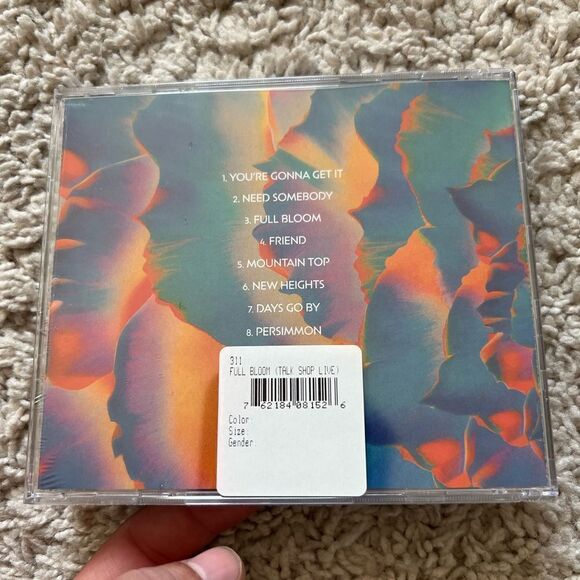 1. YOU'RE GONNA GET IT
2. NEED SOMEBODY
3. FULL BLOOM
4. FRIEND
5. MOUNTAIN TOP
6. NEW HEIGHTS
7. DAYS GO BY
8. PERSIMMON
311
FULL BLOOM (TALK SHOP LIVE)
7 62184 08152 6
Color
Size:
Gender